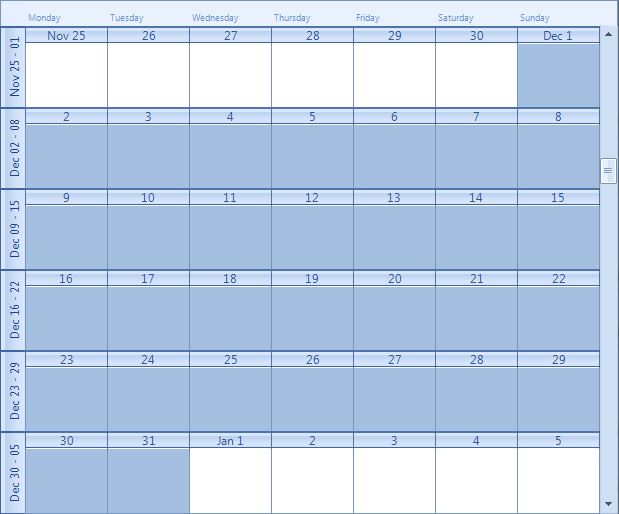 Monday Tuesday Wednesday Thursday Friday Saturday Sunday
Nov 25 - 01
Nov 25 26 27 28 29 30 Dec 1
Dec 02 - 08
2 3 4 5 6 7 8
Dec 09 - 15
9 10 11 12 13 14 15
Dec 16 - 22
16 17 18 19 20 21 22
Dec 23 - 29
23 24 25 26 27 28 29
Dec 30 - 05
30 31 Jan 1 2 3 4 5